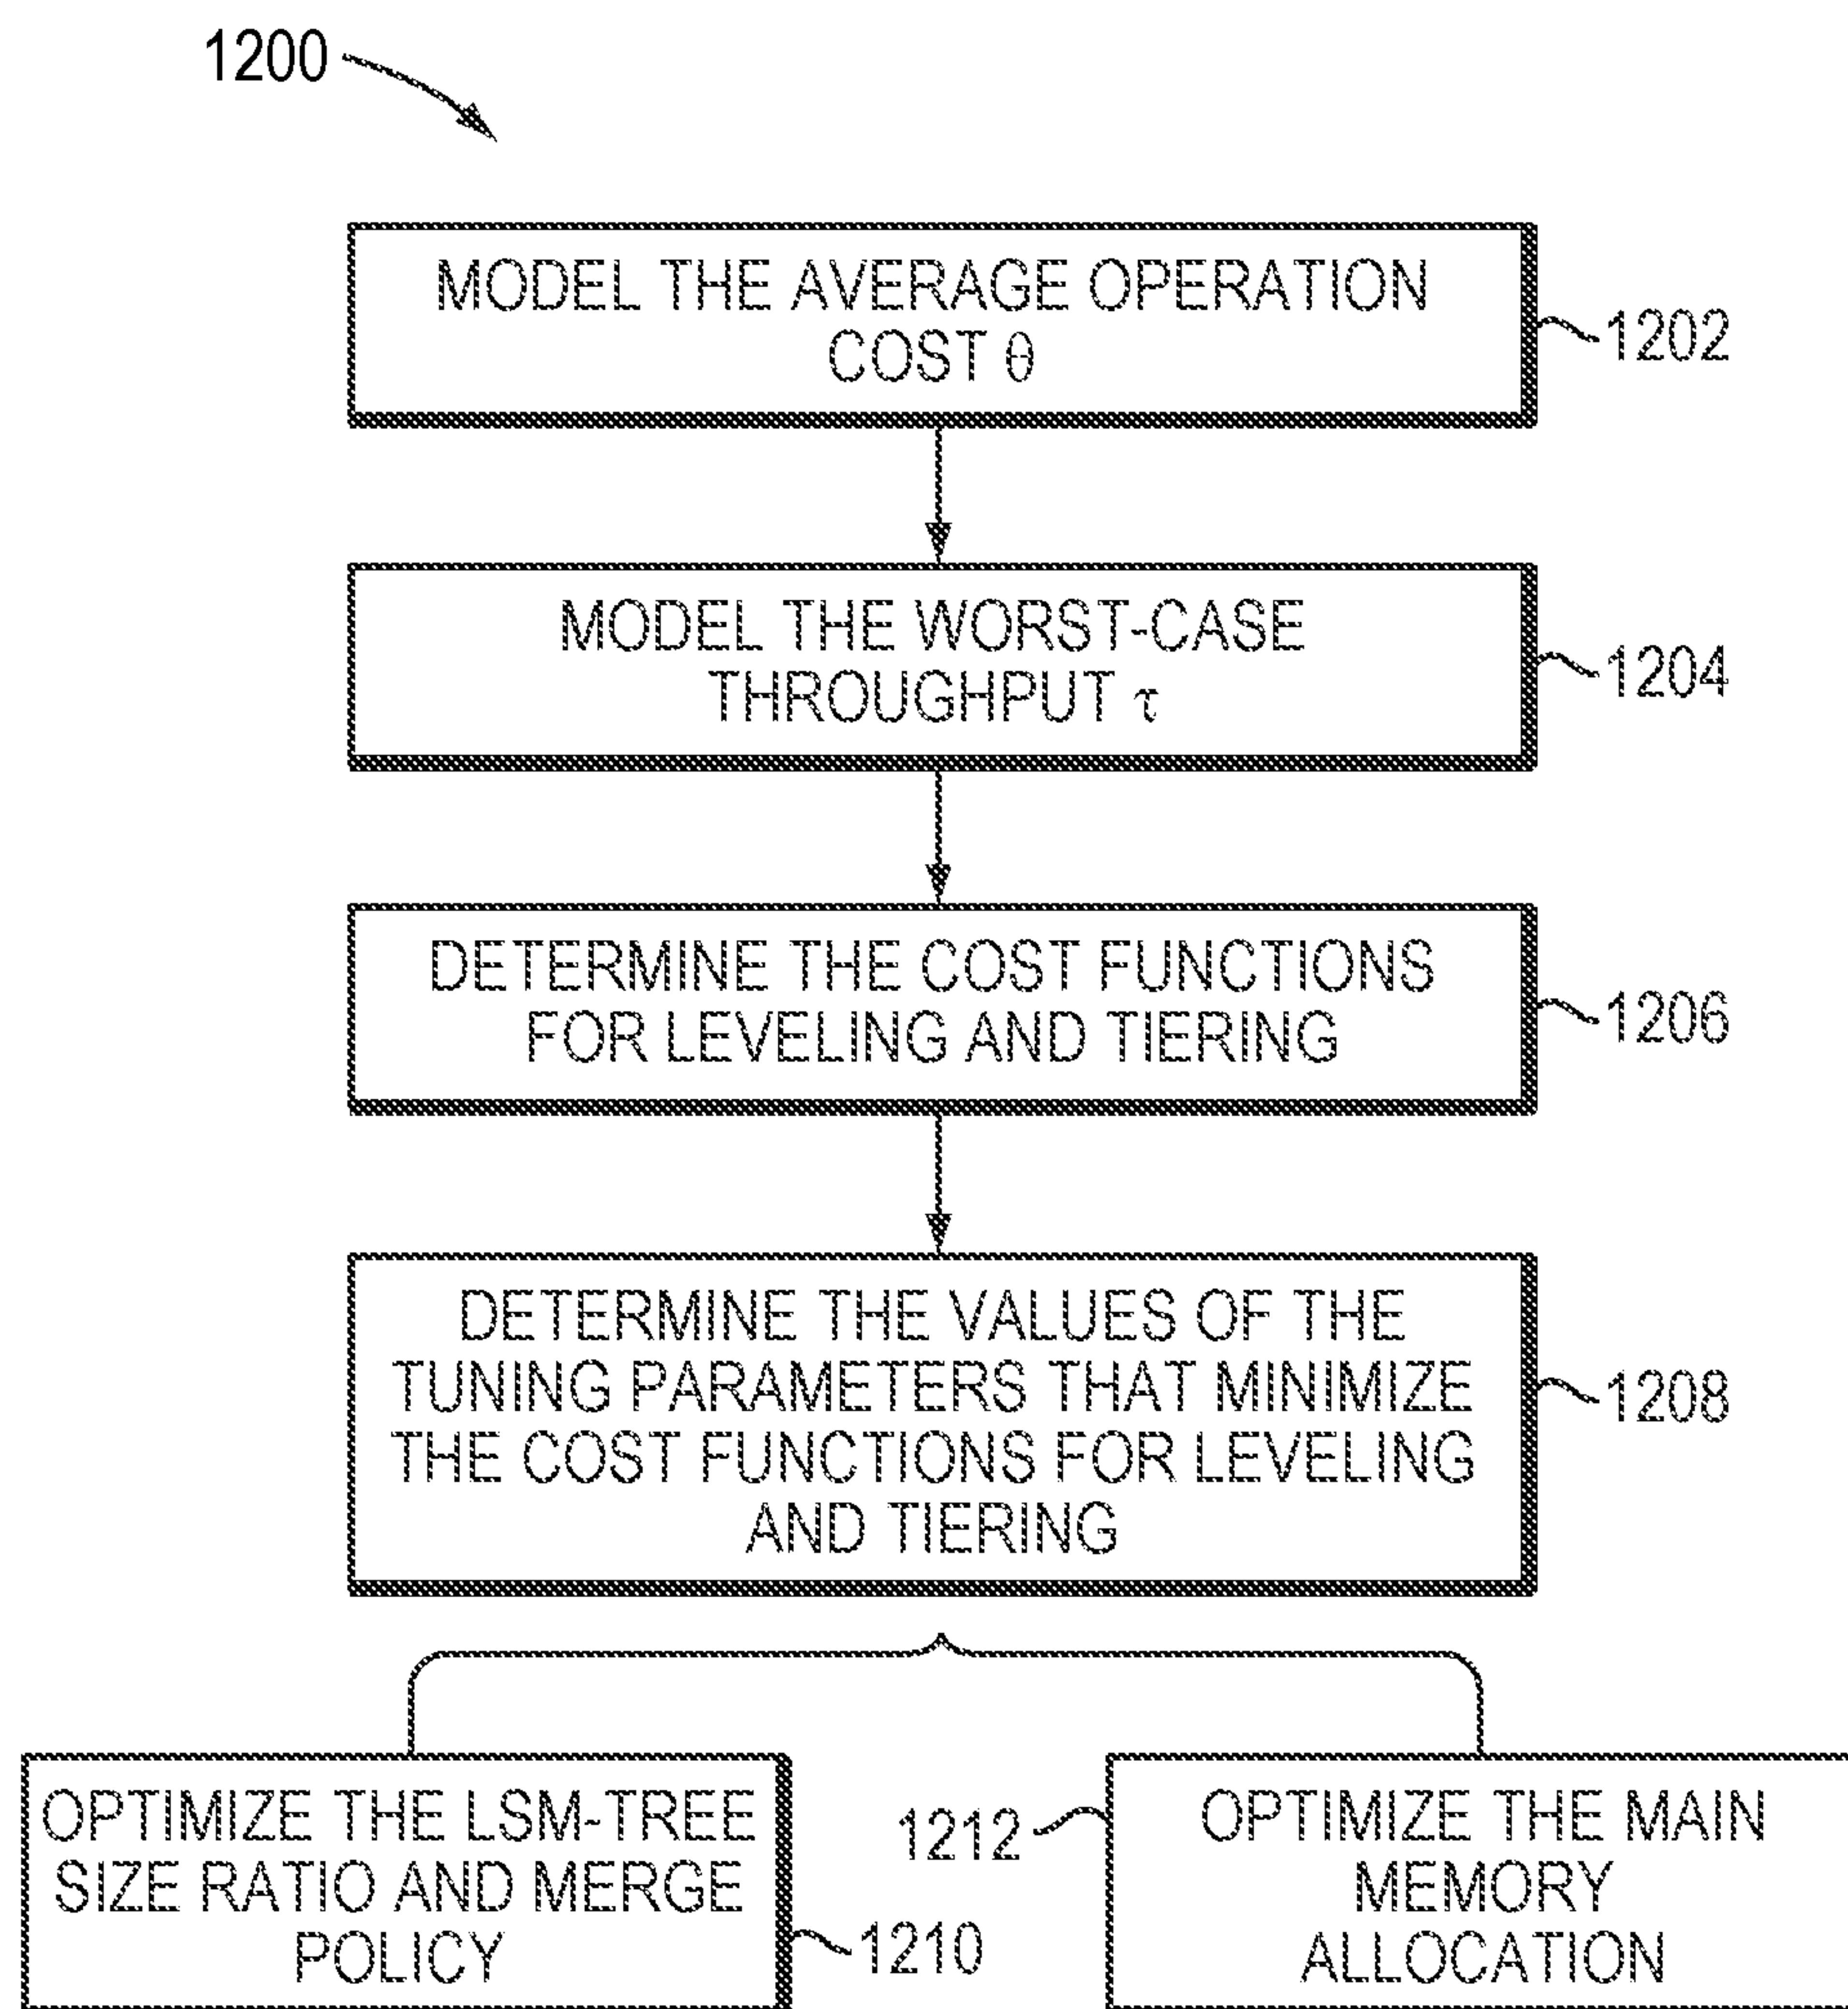 1200
MODEL THE AVERAGE OPERATION
COST θ
1202
MODEL THE WORST-CASE
THROUGHPUT τ
1204
DETERMINE THE COST FUNCTIONS
FOR LEVELING AND TIERING
1206
DETERMINE THE VALUES OF THE
TUNING PARAMETERS THAT MINIMIZE
THE COST FUNCTIONS FOR LEVELING
AND TIERING
1208
OPTIMIZE THE LSM-TREE
SIZE RATIO AND MERGE
POLICY
1210
1212
OPTIMIZE THE MAIN
MEMORY
ALLOCATION